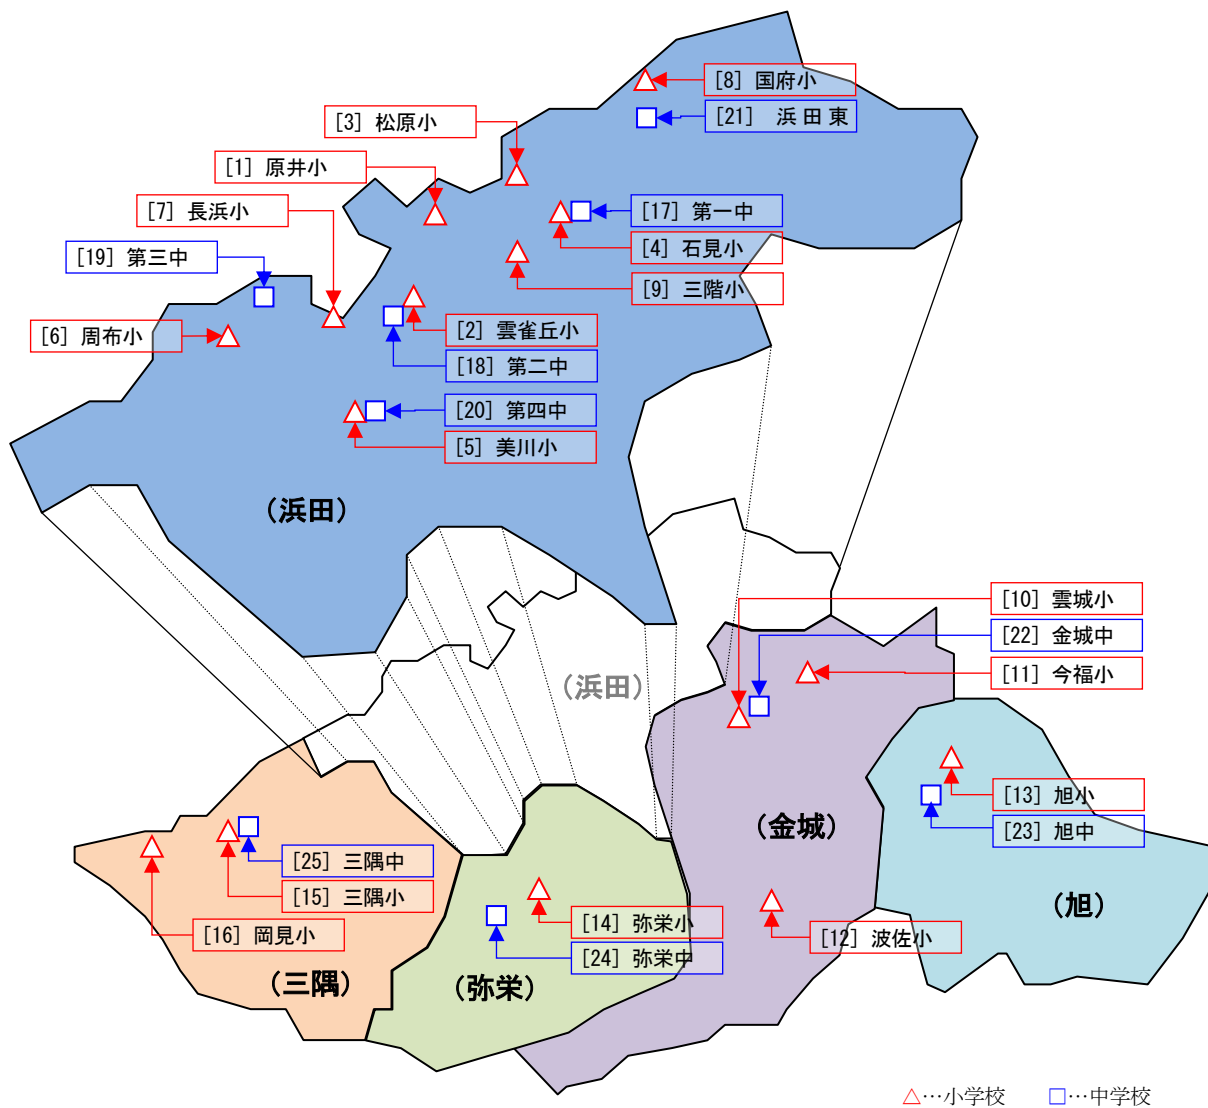 [8] 国府小
[21] 浜田東
[3] 松原小
[1] 原井小
[7] 長浜小
[17] 第一中
[19] 第三中
[4] 石見小
[9] 三階小
[6] 周布小
[2] 雲雀丘小
[18] 第二中
[20] 第四中
[5] 美川小
(浜田)
[10] 雲城小
[22] 金城中
[11] 今福小
(浜田)
[13] 旭小
[23] 旭中
(金城)
[25] 三隅中
[15] 三隅小
(旭)
[14] 弥栄小
[16] 岡見小
[12] 波佐小
[24] 弥栄中
(三隅)
(弥栄)
△…小学校 □…中学校